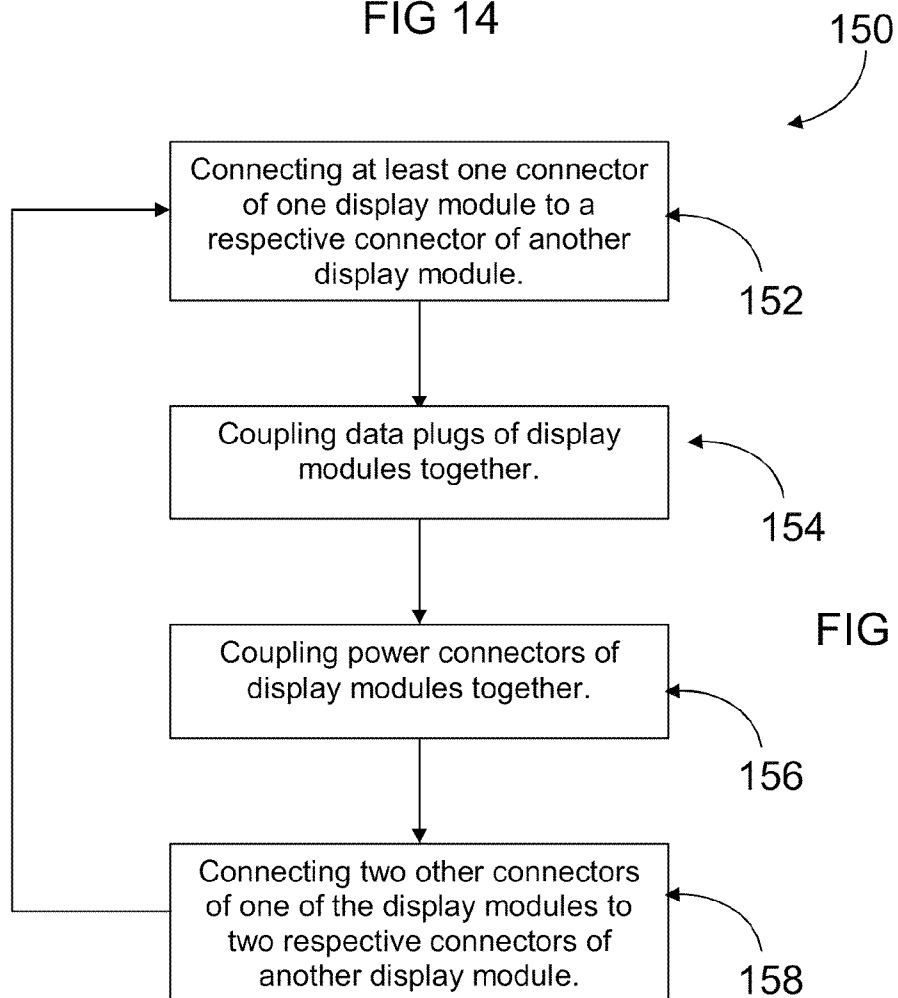 FIG 14
150
Connecting at least one connector
of one display module to a
respective connector of another
display module.
152
Coupling data plugs of display
modules together.
154
FIG
Coupling power connectors of
display modules together.
156
Connecting two other connectors
of one of the display modules to
two respective connectors of
another display module.
158